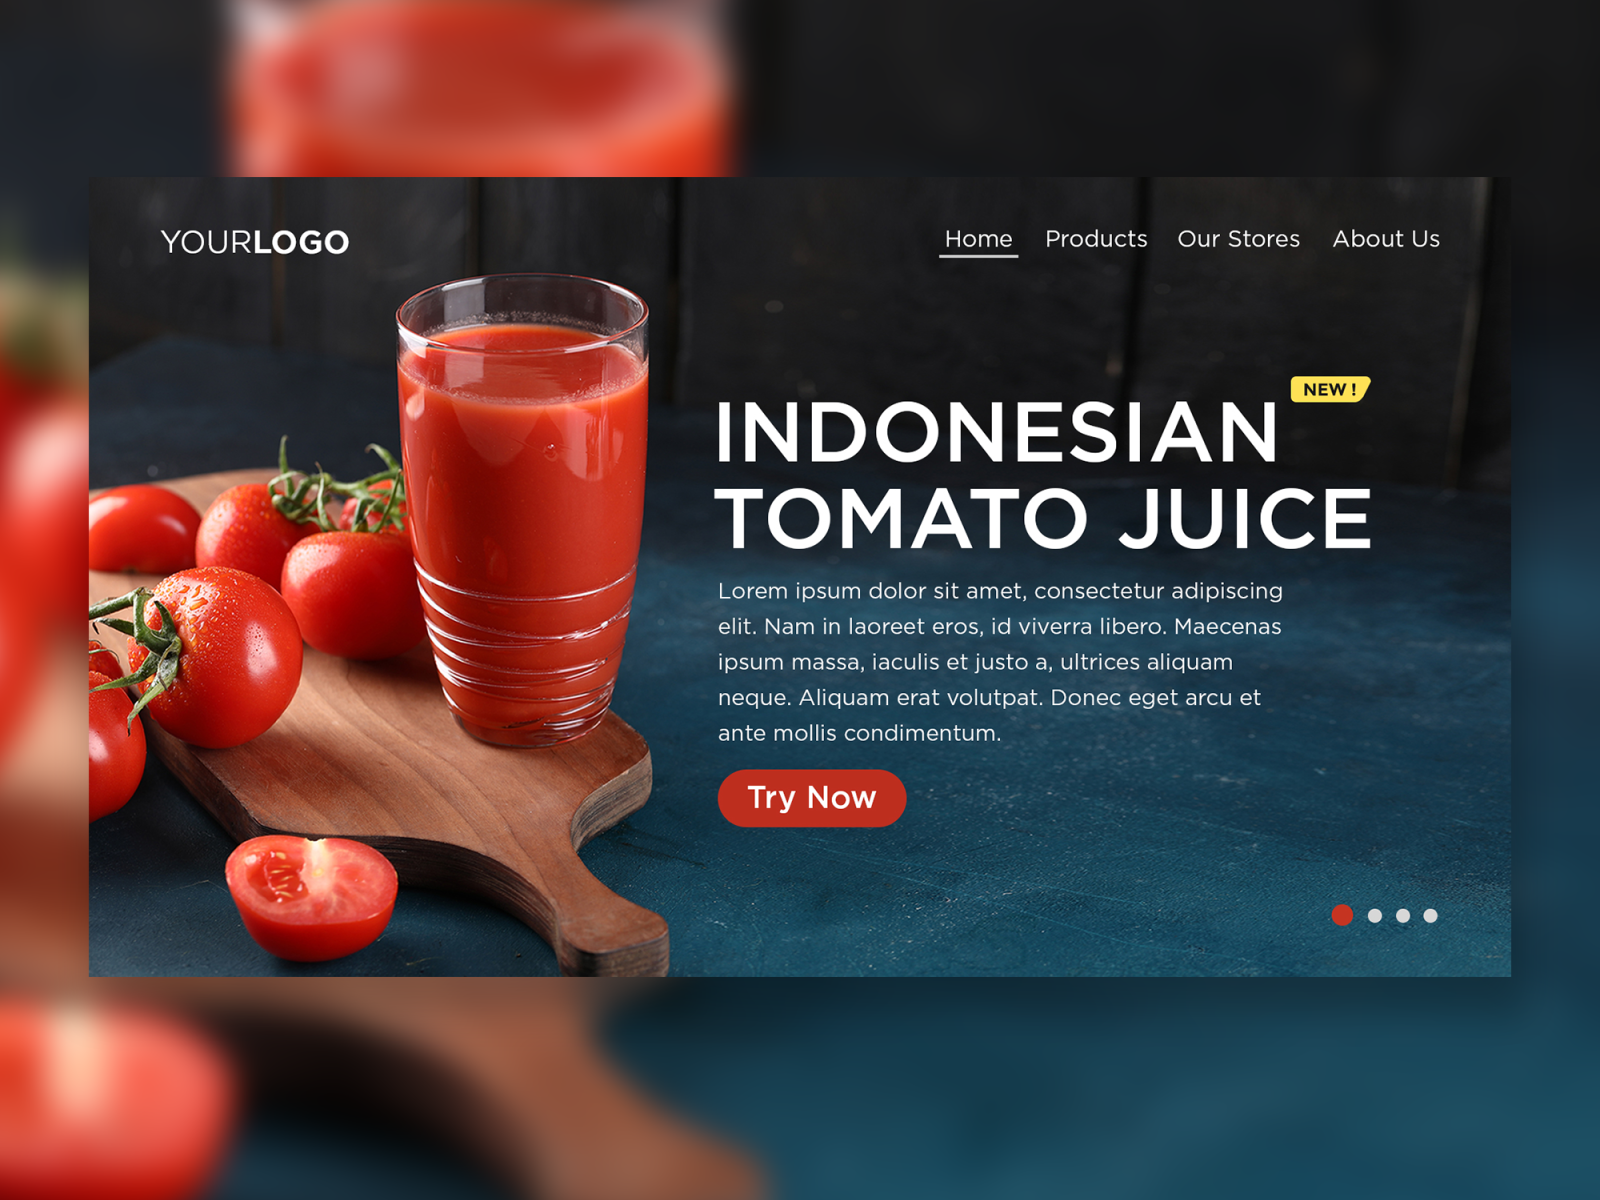 YOURLOGO
Home Products Our Stores About Us
NEW !
INDONESIAN
TOMATO JUICE
Lorem ipsum dolor sit amet, consectetur adipiscing
elit. Nam in laoreet eros, id viverra libero. Maecenas
ipsum massa, iaculis et justo a, ultrices aliquam
neque. Aliquam erat volutpat. Donec eget arcu et
ante mollis condimentum.
Try Now